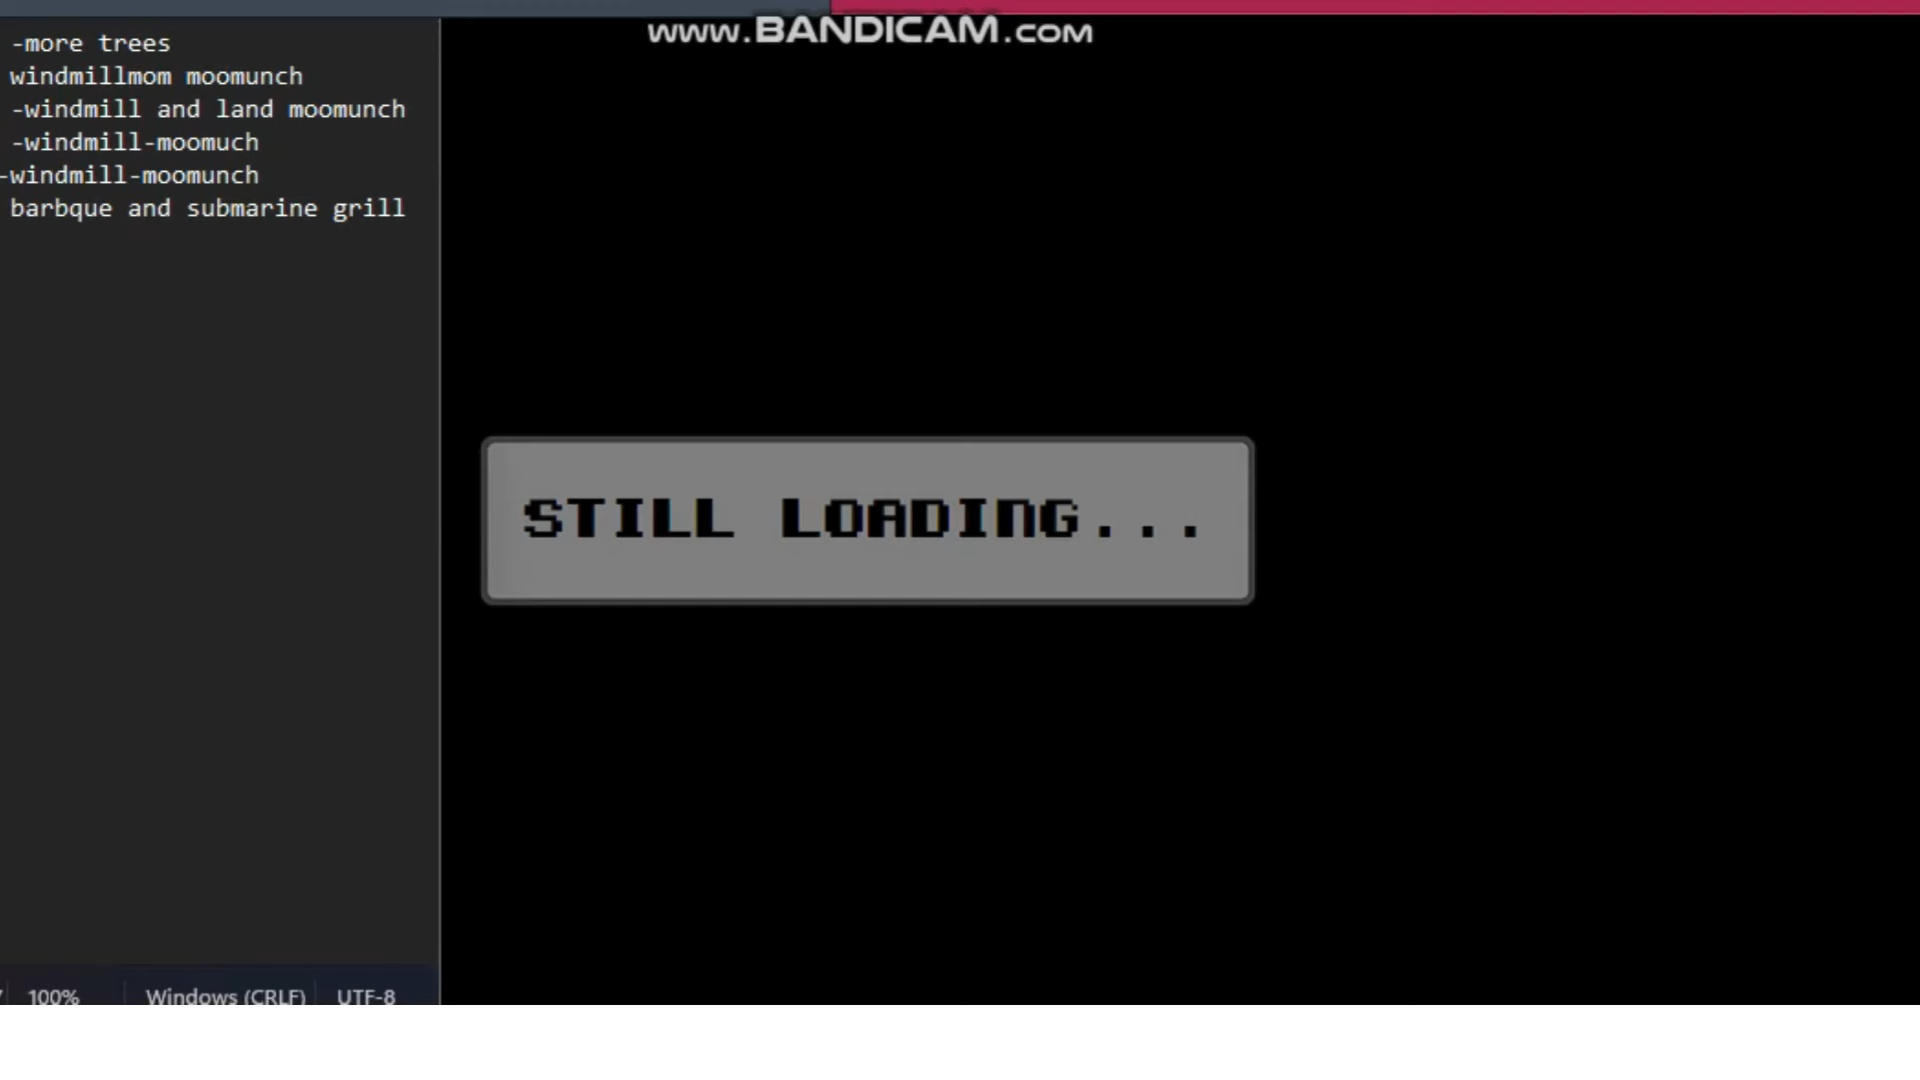 www.BANDICAM.COM
-more trees
windmillmom moomunch
-windmill and land moomunch
-windmill-moomuch
-windmill-moomunch
barbque and submarine grill
STILL LOADING...
100% Windows (CRLF) UTF-8